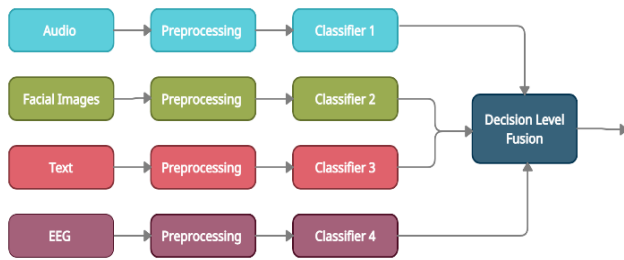 Audio
Preprocessing
Classifier 1
Facial Images
Preprocessing
Classifier 2
Decision Level
Fusion
Text
Preprocessing
Classifier 3
EEG
Preprocessing
Classifier 4